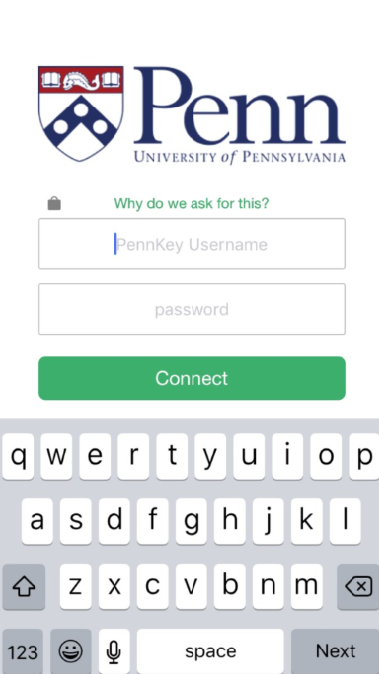 Penn
UNIVERSITY of PENNSYLVANIA
Why do we ask for this?
PennKey Username
password
Connect
q w e r t y u i o p
a s d f g h j k l
z x c v b n m
123 space Next